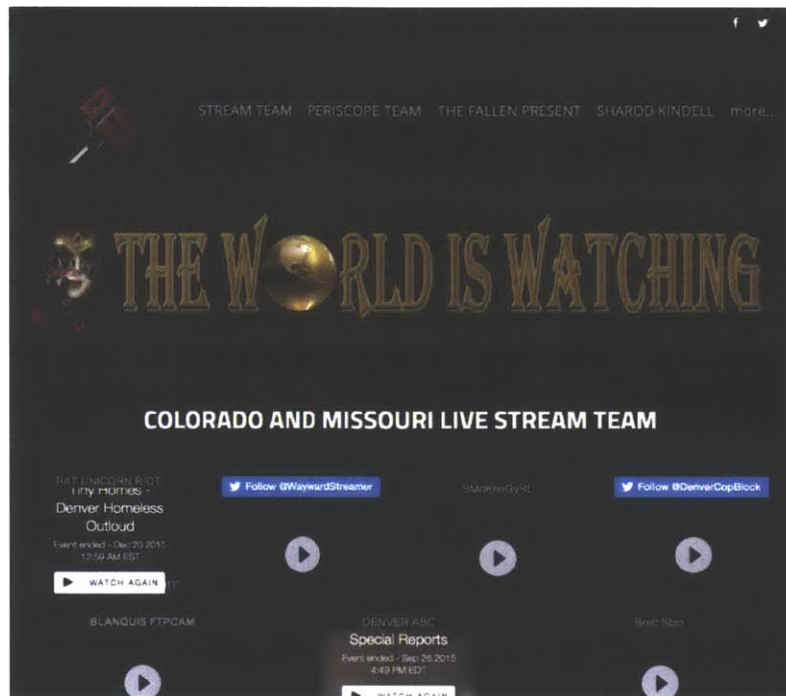 STREAM TEAM PERISCOPE TEAM THE FALLEN PRESENT SHAROD KINDELL more...
THE WORLD IS WATCHING
COLORADO AND MISSOURI LIVE STREAM TEAM
PAT UNICORN RIOT
Tiny Homes -
Denver Homeless
Outloud
Event ended - Dec 20 2015
12:59 AM EST
WATCH AGAIN
Follow @WaywardStreamer
SMoKeeGyRL
Follow @DenverCopBlock
BLANQUIS FTPCAM
DENVER ABC
Special Reports
Event ended - Sep 26 2015
4:49 PM EDT
WATCH AGAIN
Brett Starr